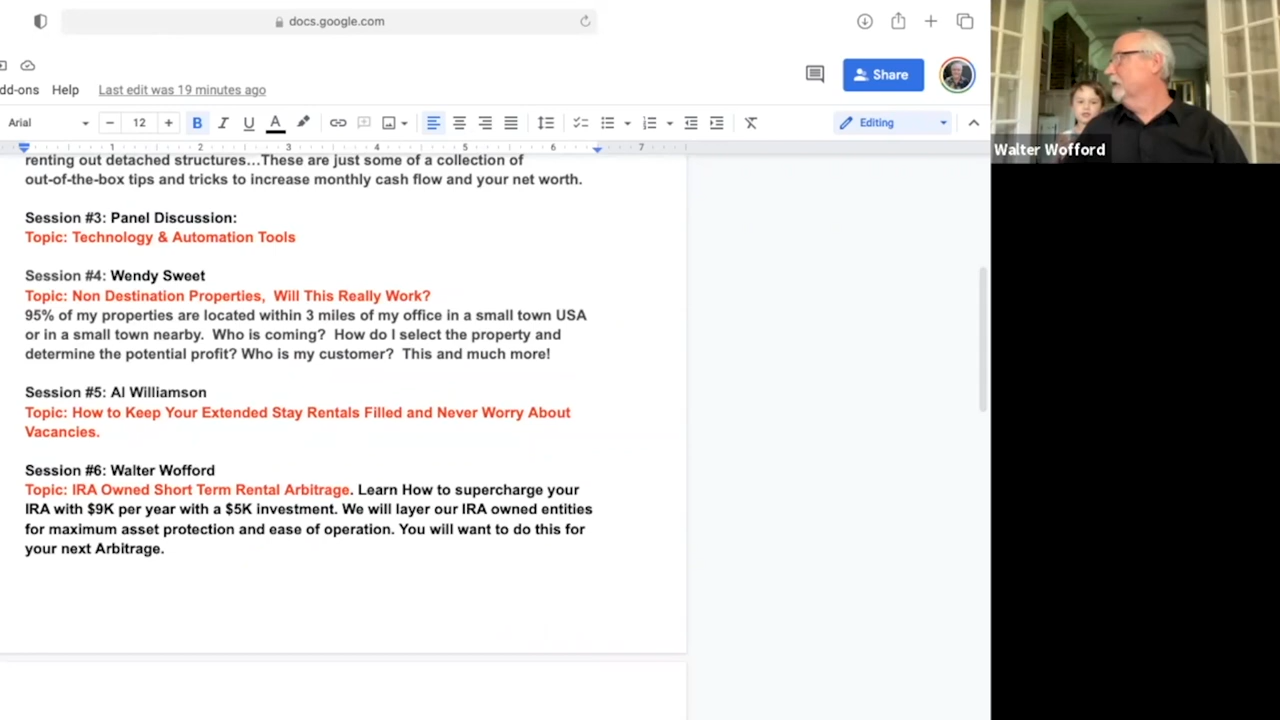 docs.google.com
dd-ons Help Last edit was 19 minutes ago
Share
Arial 12 B I U A Editing
1 2 3 4 5 6 7
renting out detached structures…These are just some of a collection of
out-of-the-box tips and tricks to increase monthly cash flow and your net worth.
Session #3: Panel Discussion:
Topic: Technology & Automation Tools
Session #4: Wendy Sweet
Topic: Non Destination Properties,  Will This Really Work?
95% of my properties are located within 3 miles of my office in a small town USA
or in a small town nearby.  Who is coming?  How do I select the property and
determine the potential profit? Who is my customer?  This and much more!
Session #5: Al Williamson
Topic: How to Keep Your Extended Stay Rentals Filled and Never Worry About
Vacancies.
Session #6: Walter Wofford
Topic: IRA Owned Short Term Rental Arbitrage. Learn How to supercharge your
IRA with $9K per year with a $5K investment. We will layer our IRA owned entities
for maximum asset protection and ease of operation. You will want to do this for
your next Arbitrage.
Walter Wofford